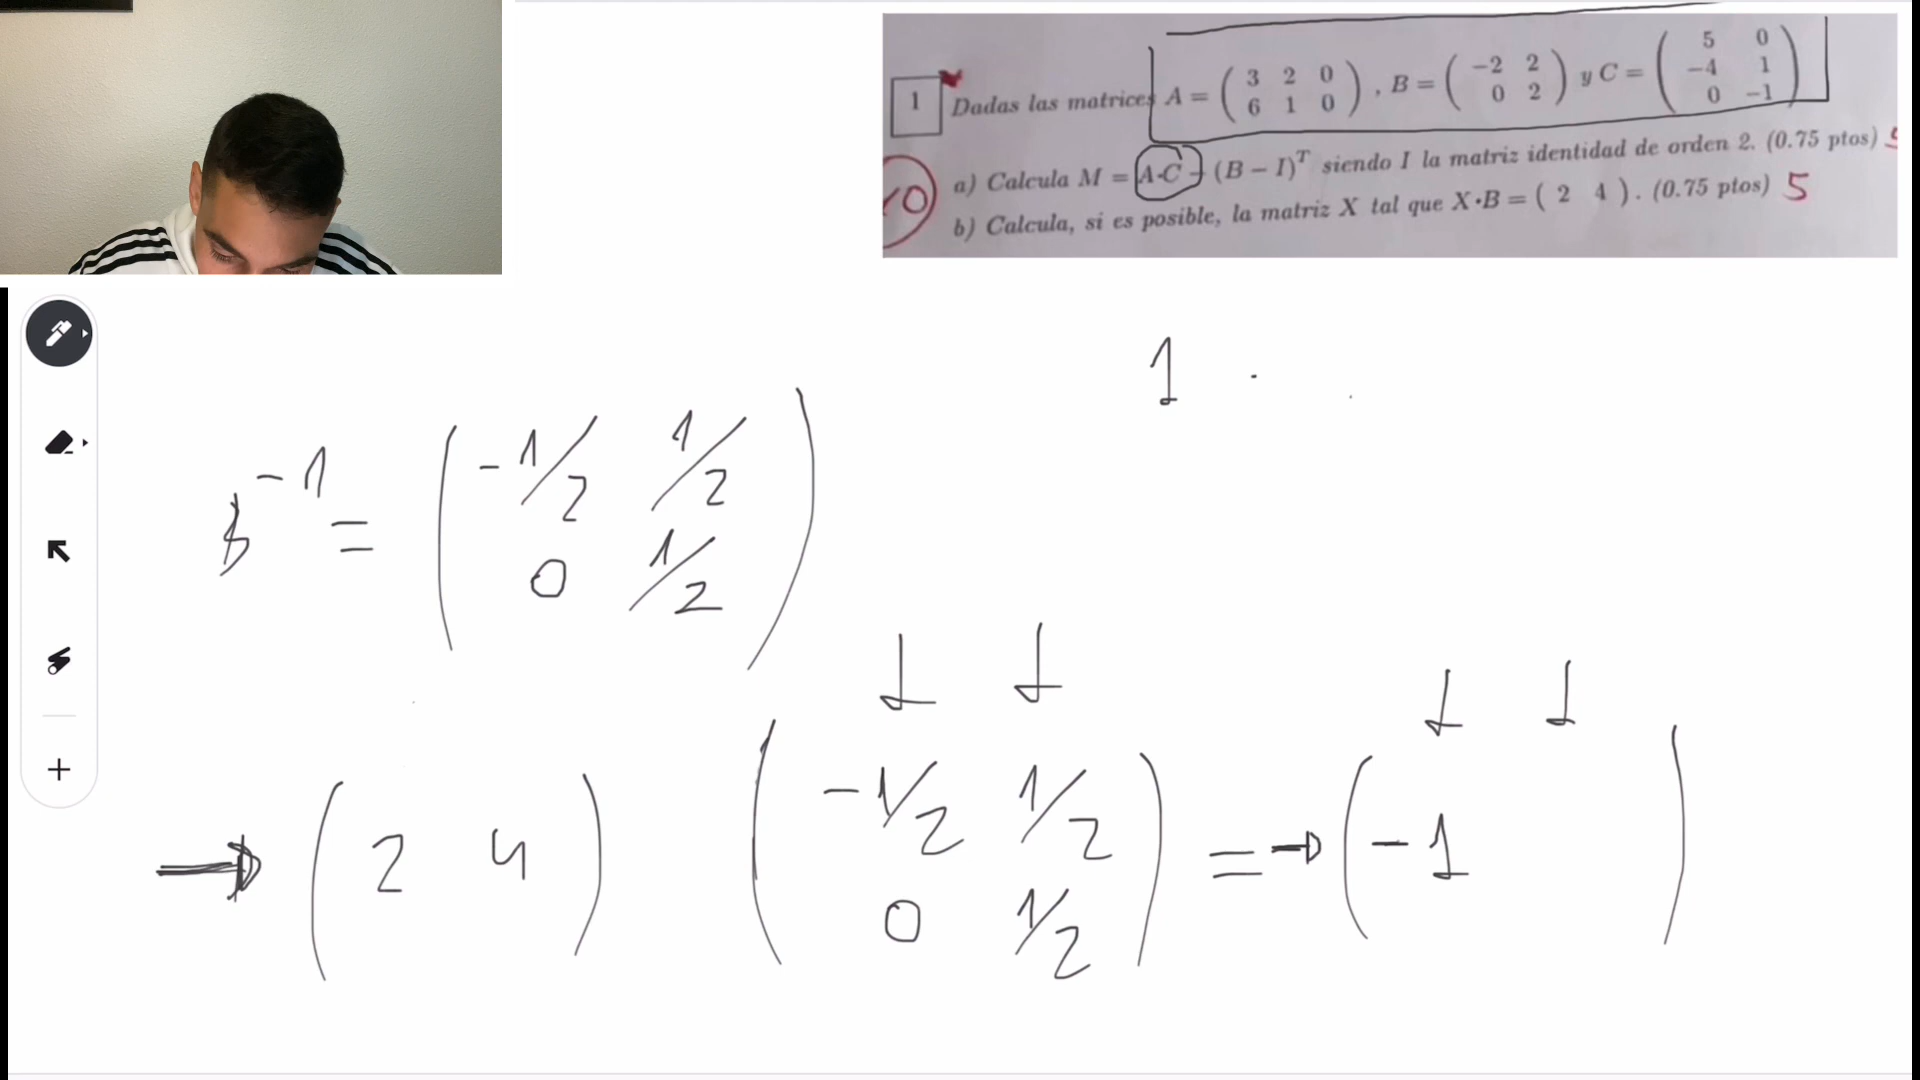 1 Dadas las matrices A = ( 3 2 0 ; 6 1 0 ) , B = ( -2 2 ; 0 2 ) y C = ( 5 0 ; -4 1 ; 0 -1 )
a) Calcula M = A·C - (B - I)^T siendo I la matriz identidad de orden 2. (0.75 ptos)
b) Calcula, si es posible, la matriz X tal que X·B = ( 2 4 ). (0.75 ptos) 5
10
1 ·
B^-1 = ( -1/2 1/2 ; 0 1/2 )
⊥ ⊥ ⊥ ⊥
→ ( 2 4 ) ( -1/2 1/2 ; 0 1/2 ) = → ( -1 )